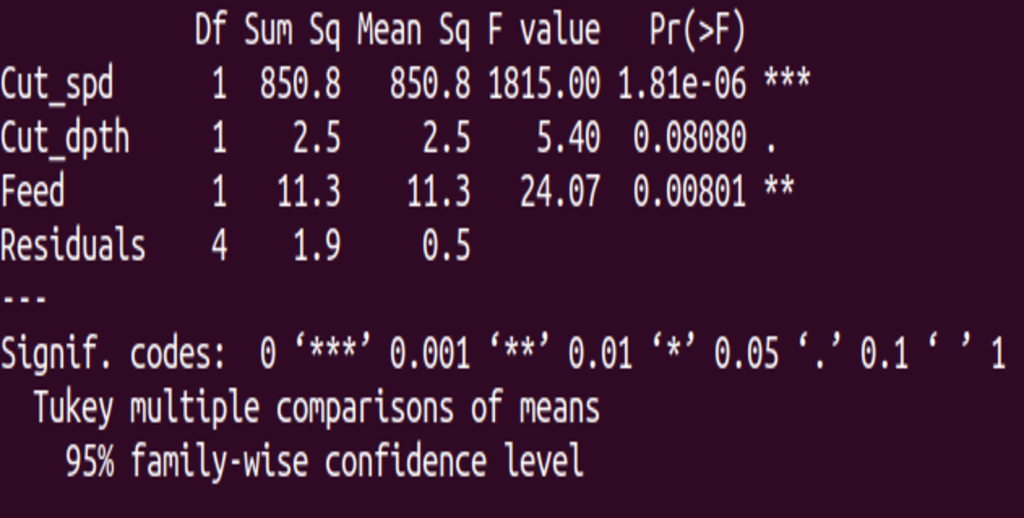 Df Sum Sq Mean Sq F value Pr(>F)
Cut_spd 1 850.8 850.8 1815.00 1.81e-06 ***
Cut_dpth 1 2.5 2.5 5.40 0.08080 .
Feed 1 11.3 11.3 24.07 0.00801 **
Residuals 4 1.9 0.5
---
Signif. codes: 0 ‘***’ 0.001 ‘**’ 0.01 ‘*’ 0.05 ‘.’ 0.1 ‘ ’ 1
Tukey multiple comparisons of means
95% family-wise confidence level